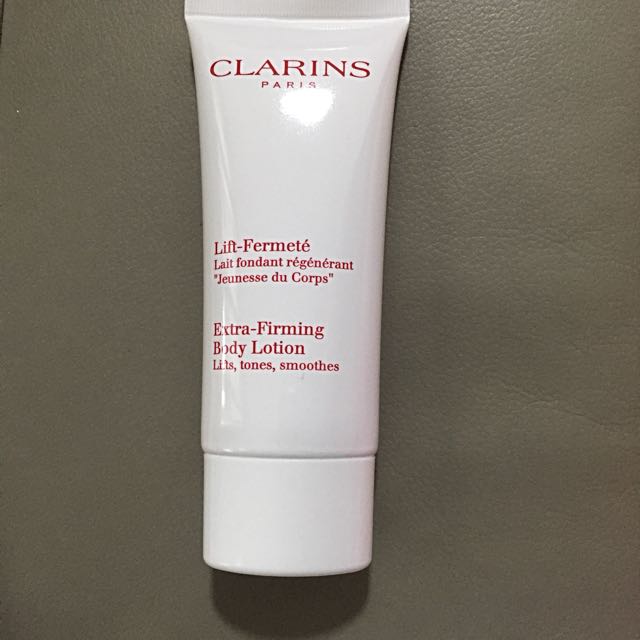 CLARINS
PARIS
Lift-Fermeté
Lait fondant régénérant
"Jeunesse du Corps"
Extra-Firming
Body Lotion
Lifts, tones, smoothes